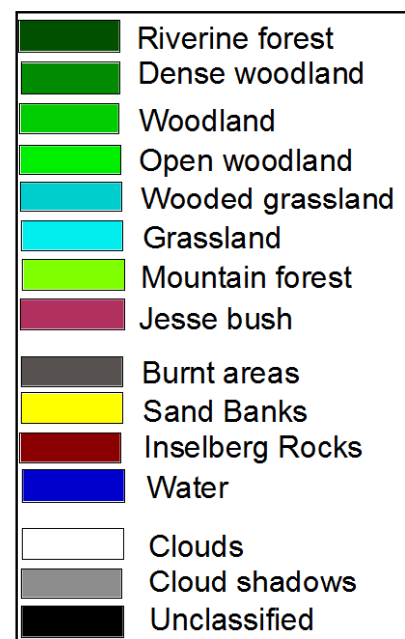 Riverine forest
Dense woodland
Woodland
Open woodland
Wooded grassland
Grassland
Mountain forest
Jesse bush
Burnt areas
Sand Banks
Inselberg Rocks
Water
Clouds
Cloud shadows
Unclassified